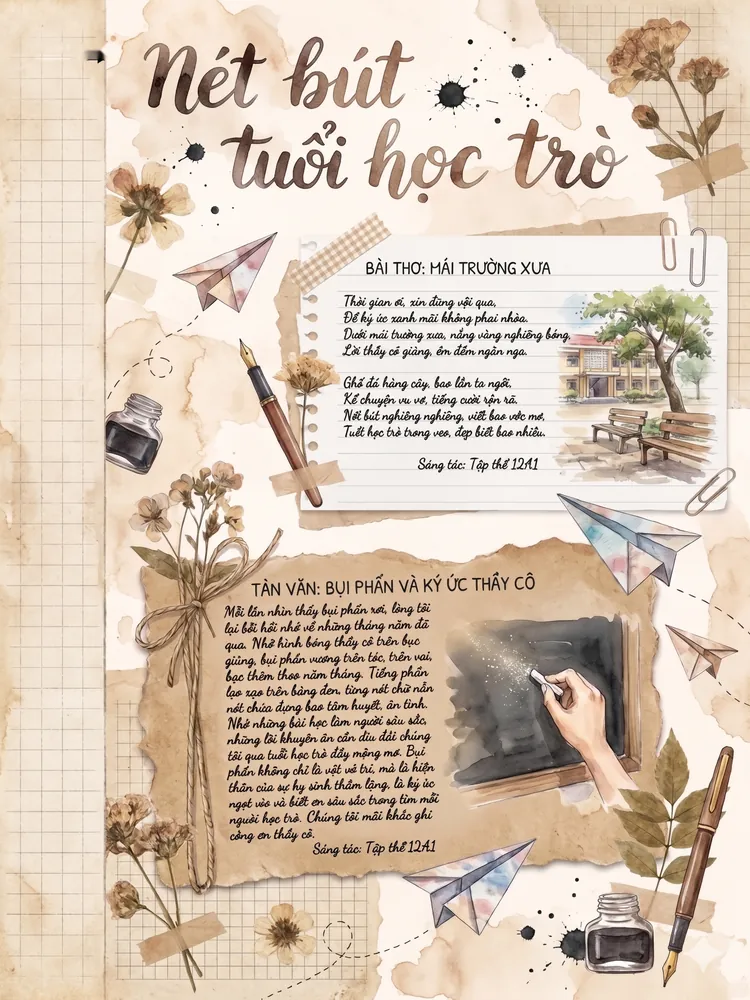 Nét bút
tuổi học trò
BÀI THƠ: MÁI TRƯỜNG XƯA
Thời gian ơi, xin đừng vội qua,
Để ký ức xanh mãi không phai nhòa.
Dưới mái trường xưa, nắng vàng nghiêng bóng,
Lời thầy cô giảng, êm đềm ngân nga.
Ghế đá hàng cây, bao lần ta ngồi,
Kể chuyện vu vơ, tiếng cười rộn rã.
Nét bút nghiêng nghiêng, viết bao ước mơ,
Tuổi học trò trong veo, đẹp biết bao nhiêu.
Sáng tác: Tập thể 12A1
TẢN VĂN: BỤI PHẤN VÀ KÝ ỨC THẦY CÔ
Mỗi lần nhìn thấy bụi phấn rơi, lòng tôi
lại bồi hồi nhớ về những tháng năm đã
qua. Nhớ hình bóng thầy cô trên bục
giảng, bụi phấn vương trên tóc, trên vai,
bạc thêm theo năm tháng. Tiếng phấn
lạo xạo trên bảng đen, từng nét chữ nắn
nót chứa đựng bao tâm huyết, ân tình.
Nhớ những bài học làm người sâu sắc,
những lời khuyên ân cần dìu dắt chúng
tôi qua tuổi học trò đầy mộng mơ. Bụi
phấn không chỉ là vật vô tri, mà là hiện
thân của sự hy sinh thầm lặng, là ký ức
ngọt vào và biết ơn sâu sắc trong tim mỗi
người học trò. Chúng tôi mãi khắc ghi
công ơn thầy cô.
Sáng tác: Tập thể 12A1